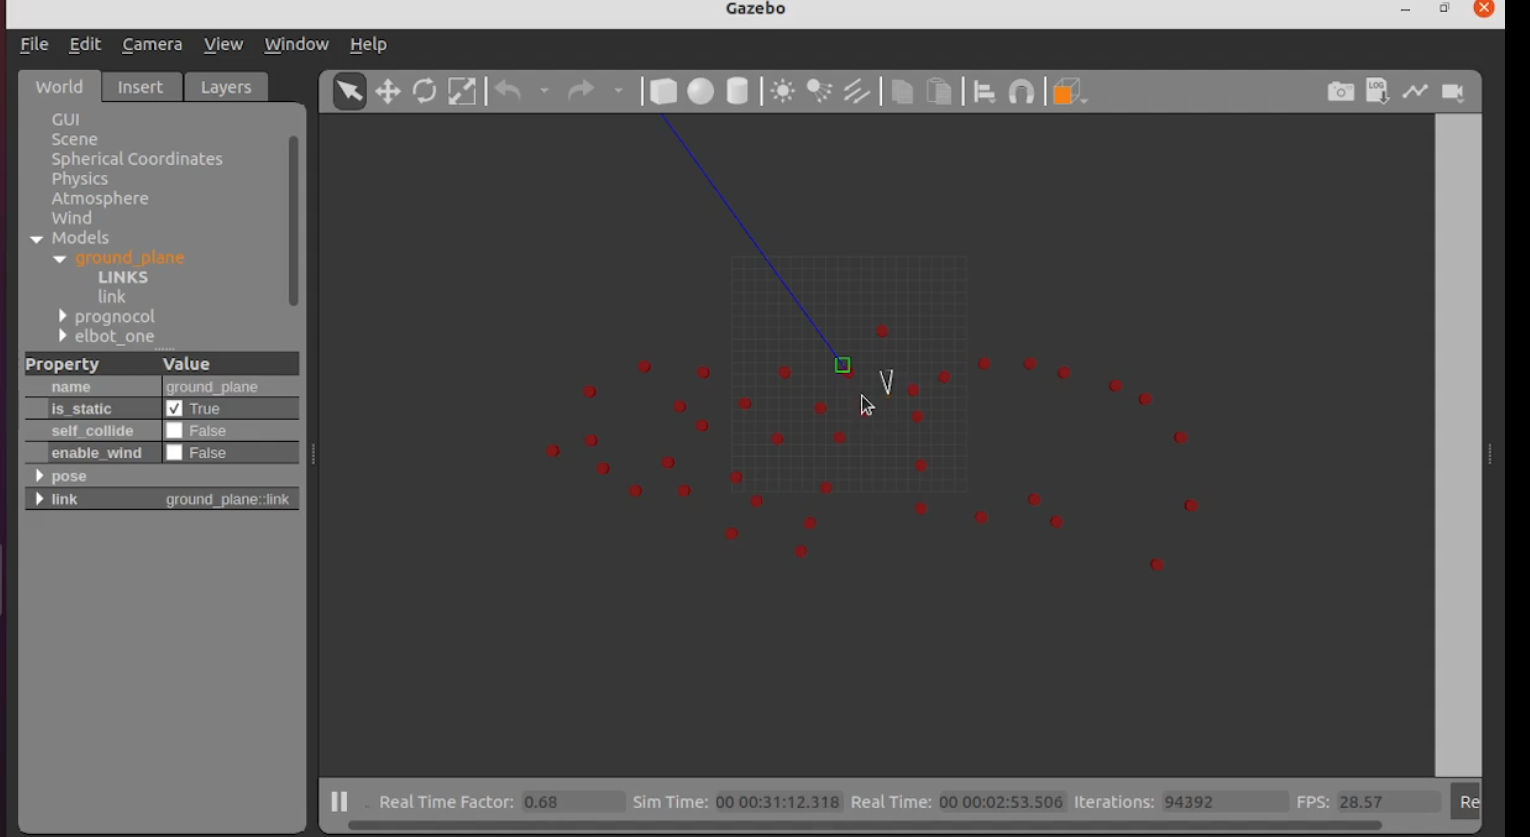 Gazebo
File Edit Camera View Window Help
World Insert Layers
GUI
Scene
Spherical Coordinates
Physics
Atmosphere
Wind
Models
ground_plane
LINKS
link
prognocol
elbot_one
Property Value
name ground_plane
is_static True
self_collide False
enable_wind False
pose
link ground_plane::link
LOG
Real Time Factor: 0.68 Sim Time: 00 00:31:12.318 Real Time: 00 00:02:53.506 Iterations: 94392 FPS: 28.57 Re